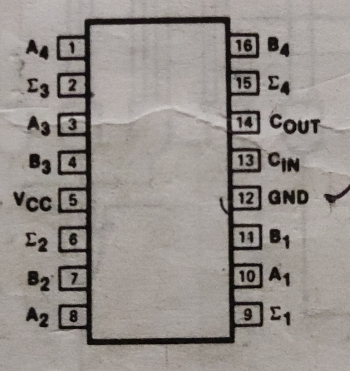 A4 1 16 B4
Σ3 2 15 Σ4
A3 3 14 COUT
B3 4 13 CIN
VCC 5 12 GND
Σ2 6 11 B1
B2 7 10 A1
A2 8 9 Σ1